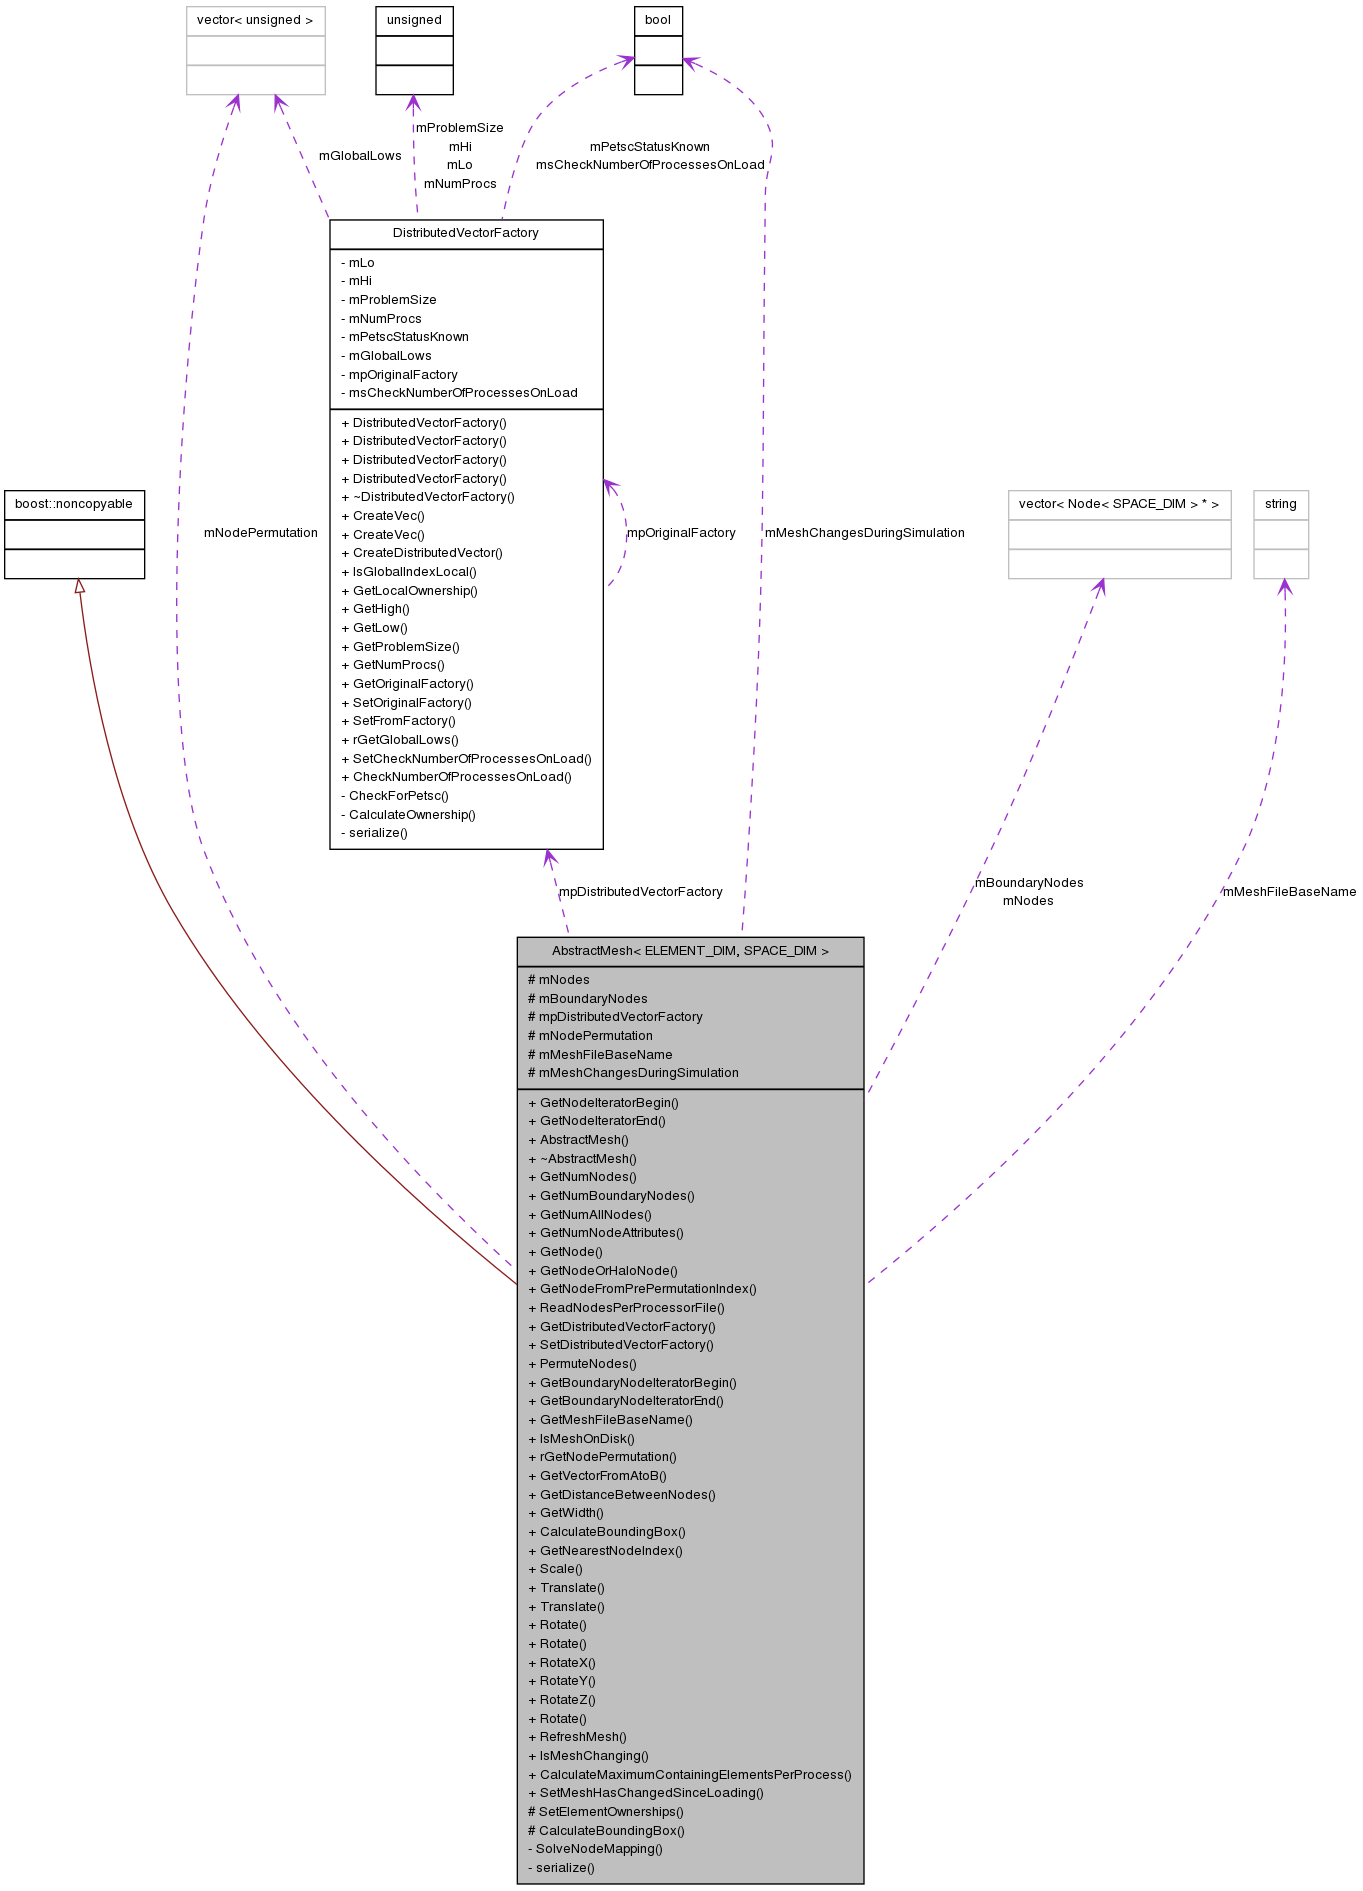 vector< unsigned >
unsigned
bool
mProblemSize
mHi
mLo
mNumProcs
mGlobalLows
mPetscStatusKnown
msCheckNumberOfProcessesOnLoad
DistributedVectorFactory
- mLo
- mHi
- mProblemSize
- mNumProcs
- mPetscStatusKnown
- mGlobalLows
- mpOriginalFactory
- msCheckNumberOfProcessesOnLoad
+ DistributedVectorFactory()
+ DistributedVectorFactory()
+ DistributedVectorFactory()
+ DistributedVectorFactory()
+ ~DistributedVectorFactory()
+ CreateVec()
+ CreateVec()
+ CreateDistributedVector()
+ IsGlobalIndexLocal()
+ GetLocalOwnership()
+ GetHigh()
+ GetLow()
+ GetProblemSize()
+ GetNumProcs()
+ GetOriginalFactory()
+ SetOriginalFactory()
+ SetFromFactory()
+ rGetGlobalLows()
+ SetCheckNumberOfProcessesOnLoad()
+ CheckNumberOfProcessesOnLoad()
- CheckForPetsc()
- CalculateOwnership()
- serialize()
boost::noncopyable
mNodePermutation
mpOriginalFactory
mMeshChangesDuringSimulation
vector< Node< SPACE_DIM > * >
string
mpDistributedVectorFactory
mBoundaryNodes
mNodes
mMeshFileBaseName
AbstractMesh< ELEMENT_DIM, SPACE_DIM >
# mNodes
# mBoundaryNodes
# mpDistributedVectorFactory
# mNodePermutation
# mMeshFileBaseName
# mMeshChangesDuringSimulation
+ GetNodeIteratorBegin()
+ GetNodeIteratorEnd()
+ AbstractMesh()
+ ~AbstractMesh()
+ GetNumNodes()
+ GetNumBoundaryNodes()
+ GetNumAllNodes()
+ GetNumNodeAttributes()
+ GetNode()
+ GetNodeOrHaloNode()
+ GetNodeFromPrePermutationIndex()
+ ReadNodesPerProcessorFile()
+ GetDistributedVectorFactory()
+ SetDistributedVectorFactory()
+ PermuteNodes()
+ GetBoundaryNodeIteratorBegin()
+ GetBoundaryNodeIteratorEnd()
+ GetMeshFileBaseName()
+ IsMeshOnDisk()
+ rGetNodePermutation()
+ GetVectorFromAtoB()
+ GetDistanceBetweenNodes()
+ GetWidth()
+ CalculateBoundingBox()
+ GetNearestNodeIndex()
+ Scale()
+ Translate()
+ Translate()
+ Rotate()
+ Rotate()
+ RotateX()
+ RotateY()
+ RotateZ()
+ Rotate()
+ RefreshMesh()
+ IsMeshChanging()
+ CalculateMaximumContainingElementsPerProcess()
+ SetMeshHasChangedSinceLoading()
# SetElementOwnerships()
# CalculateBoundingBox()
- SolveNodeMapping()
- serialize()